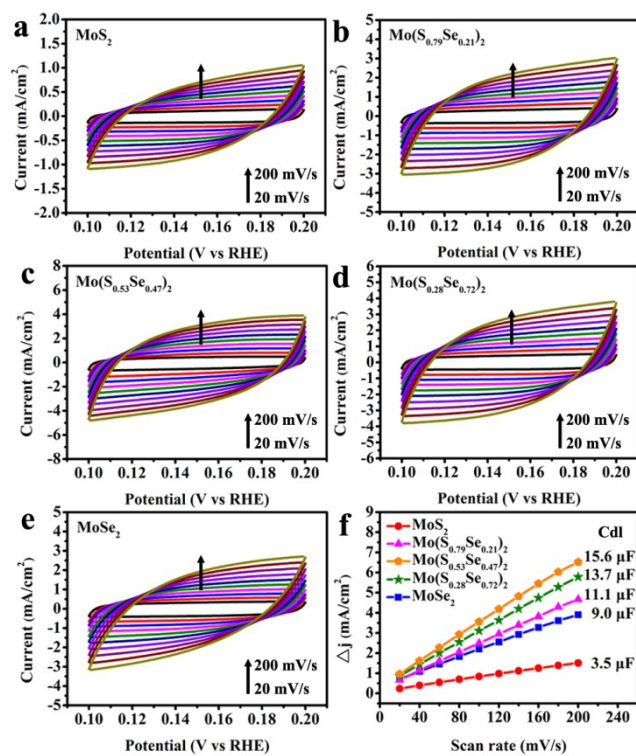 a
MoS2
Current (mA/cm²)
2.0
1.5
1.0
0.5
0.0
-0.5
-1.0
-1.5
-2.0
200 mV/s
20 mV/s
0.10 0.12 0.14 0.16 0.18 0.20
Potential (V vs RHE)
b
Mo(S0.79Se0.21)2
Current (mA/cm²)
5
4
3
2
1
0
-1
-2
-3
-4
-5
200 mV/s
20 mV/s
0.10 0.12 0.14 0.16 0.18 0.20
Potential (V vs RHE)
c
Mo(S0.53Se0.47)2
Current (mA/cm²)
8
6
4
2
0
-2
-4
-6
-8
200 mV/s
20 mV/s
0.10 0.12 0.14 0.16 0.18 0.20
Potential (V vs RHE)
d
Mo(S0.28Se0.72)2
Current (mA/cm²)
6
5
4
3
2
1
0
-1
-2
-3
-4
-5
-6
200 mV/s
20 mV/s
0.10 0.12 0.14 0.16 0.18 0.20
Potential (V vs RHE)
e
MoSe2
Current (mA/cm²)
5
4
3
2
1
0
-1
-2
-3
-4
-5
200 mV/s
20 mV/s
0.10 0.12 0.14 0.16 0.18 0.20
Potential (V vs RHE)
f
MoS2
Mo(S0.79Se0.21)2
Mo(S0.53Se0.47)2
Mo(S0.28Se0.72)2
MoSe2
Cdl
15.6 μF
13.7 μF
11.1 μF
9.0 μF
3.5 μF
△j (mA/cm²)
9
8
7
6
5
4
3
2
1
0
0 40 80 120 160 200 240
Scan rate (mV/s)